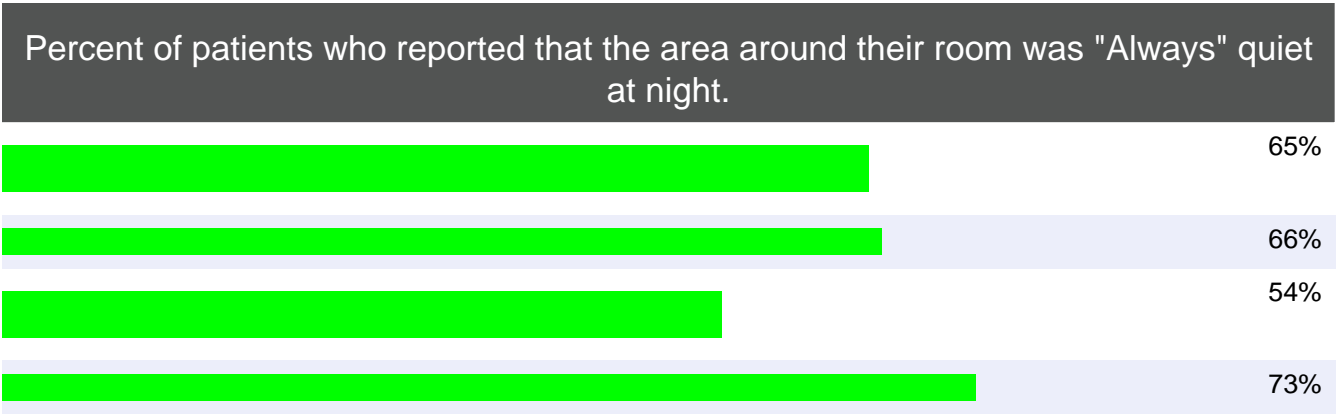 Percent of patients who reported that the area around their room was "Always" quiet
at night.
65%
66%
54%
73%